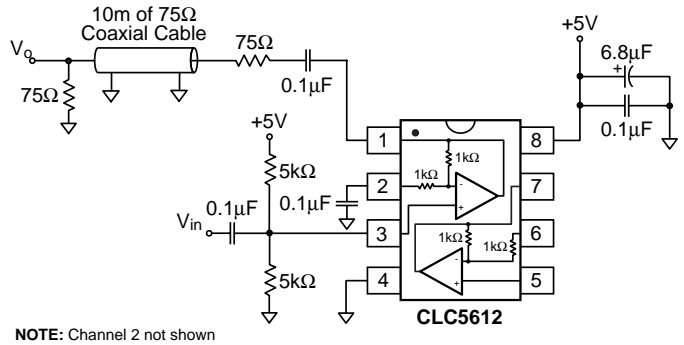 10m of 75Ω
Coaxial Cable
Vo
75Ω
75Ω
0.1µF
+5V
6.8µF
+
0.1µF
+5V
5kΩ
0.1µF
Vin
0.1µF
5kΩ
1
2
3
4
8
7
6
5
1kΩ
1kΩ
-
+
1kΩ
1kΩ
-
+
CLC5612
NOTE: Channel 2 not shown